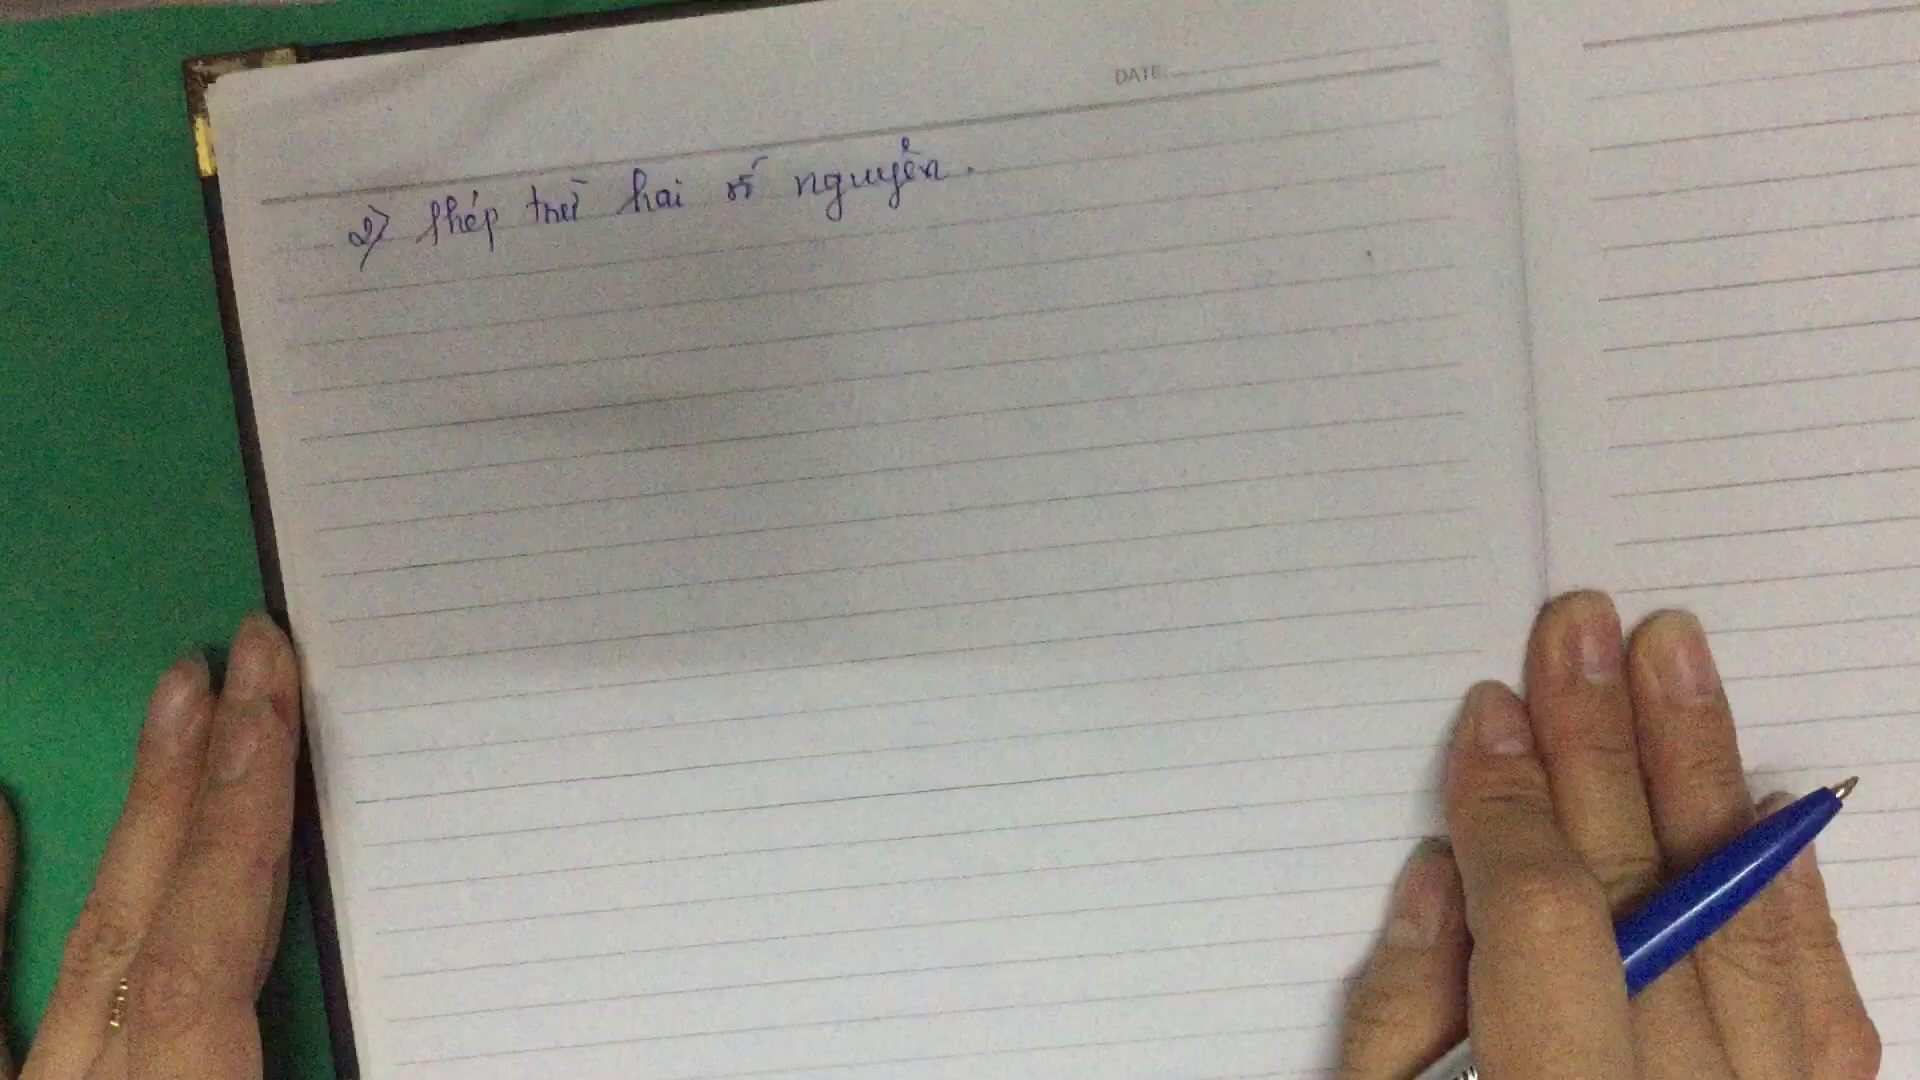 DATE
2) Phép trừ hai số nguyên.